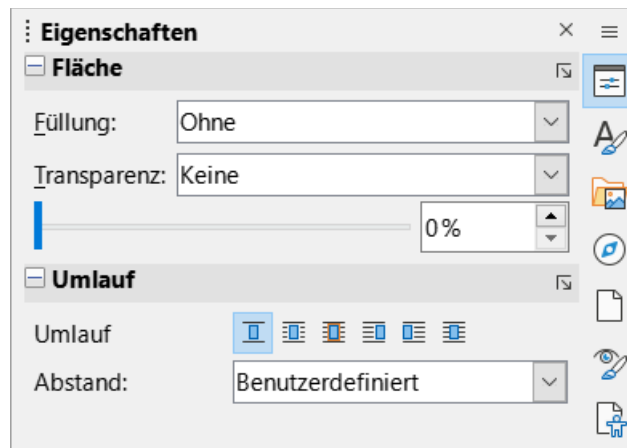 Eigenschaften
Fläche
Füllung: Ohne
Transparenz: Keine
0%
Umlauf
Umlauf
Abstand: Benutzerdefiniert